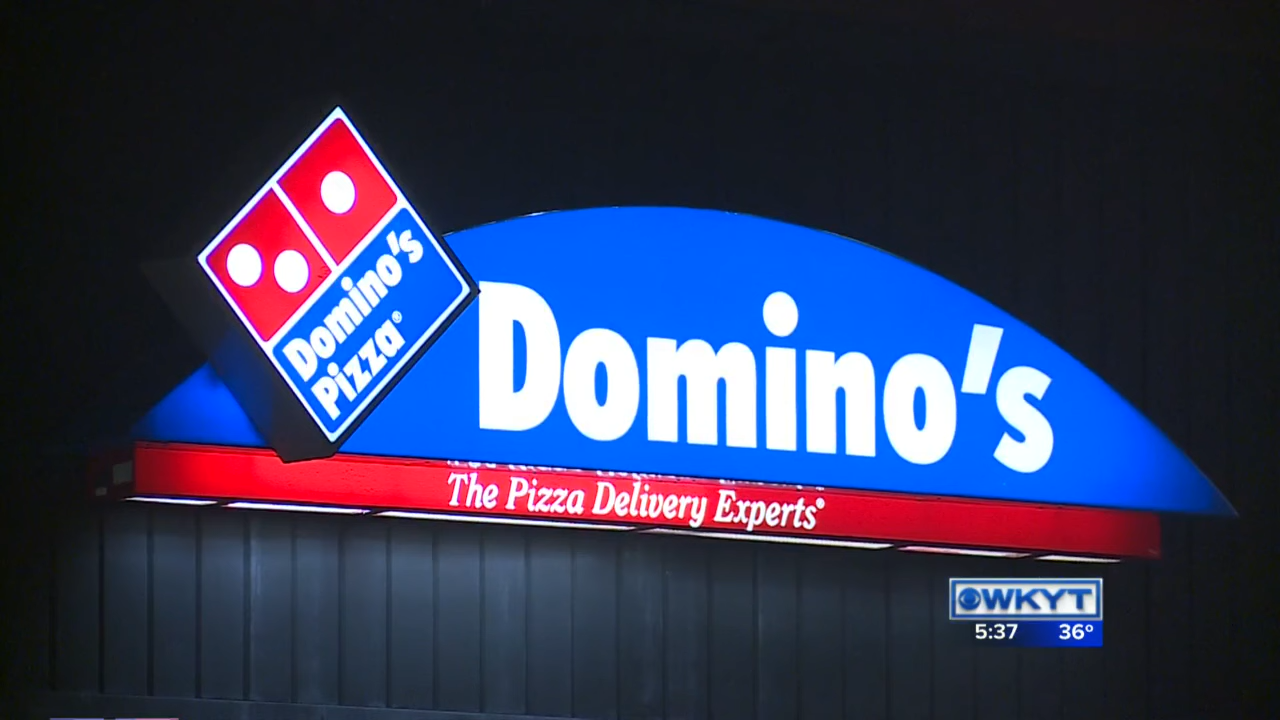 Domino's
Pizza®
Domino's
The Pizza Delivery Experts®
WKYT
5:37 36°